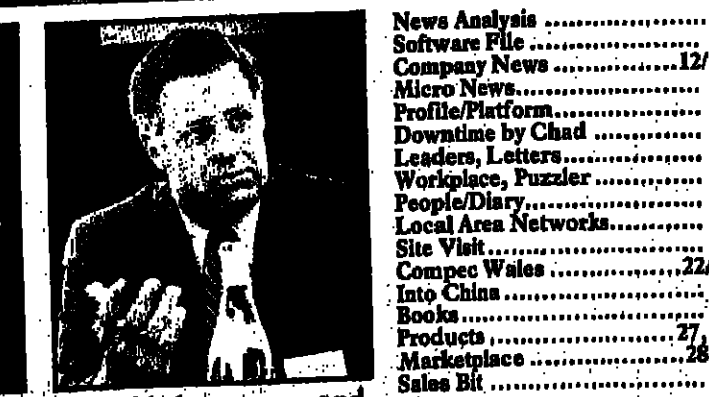 News Analysis ....................
Software File ....................
Company News ............12/
Micro News....................
Profile/Platform..................
Downtime by Chad .............
Leaders, Letters.................
Workplace, Puzzler .............
People/Diary......................
Local Area Networks...........
Site Visit..........................
Compec Wales ................22/
Into China ........................
Books..............................
Products ........................27,
Marketplace ..................28
Sales Bit ..........................